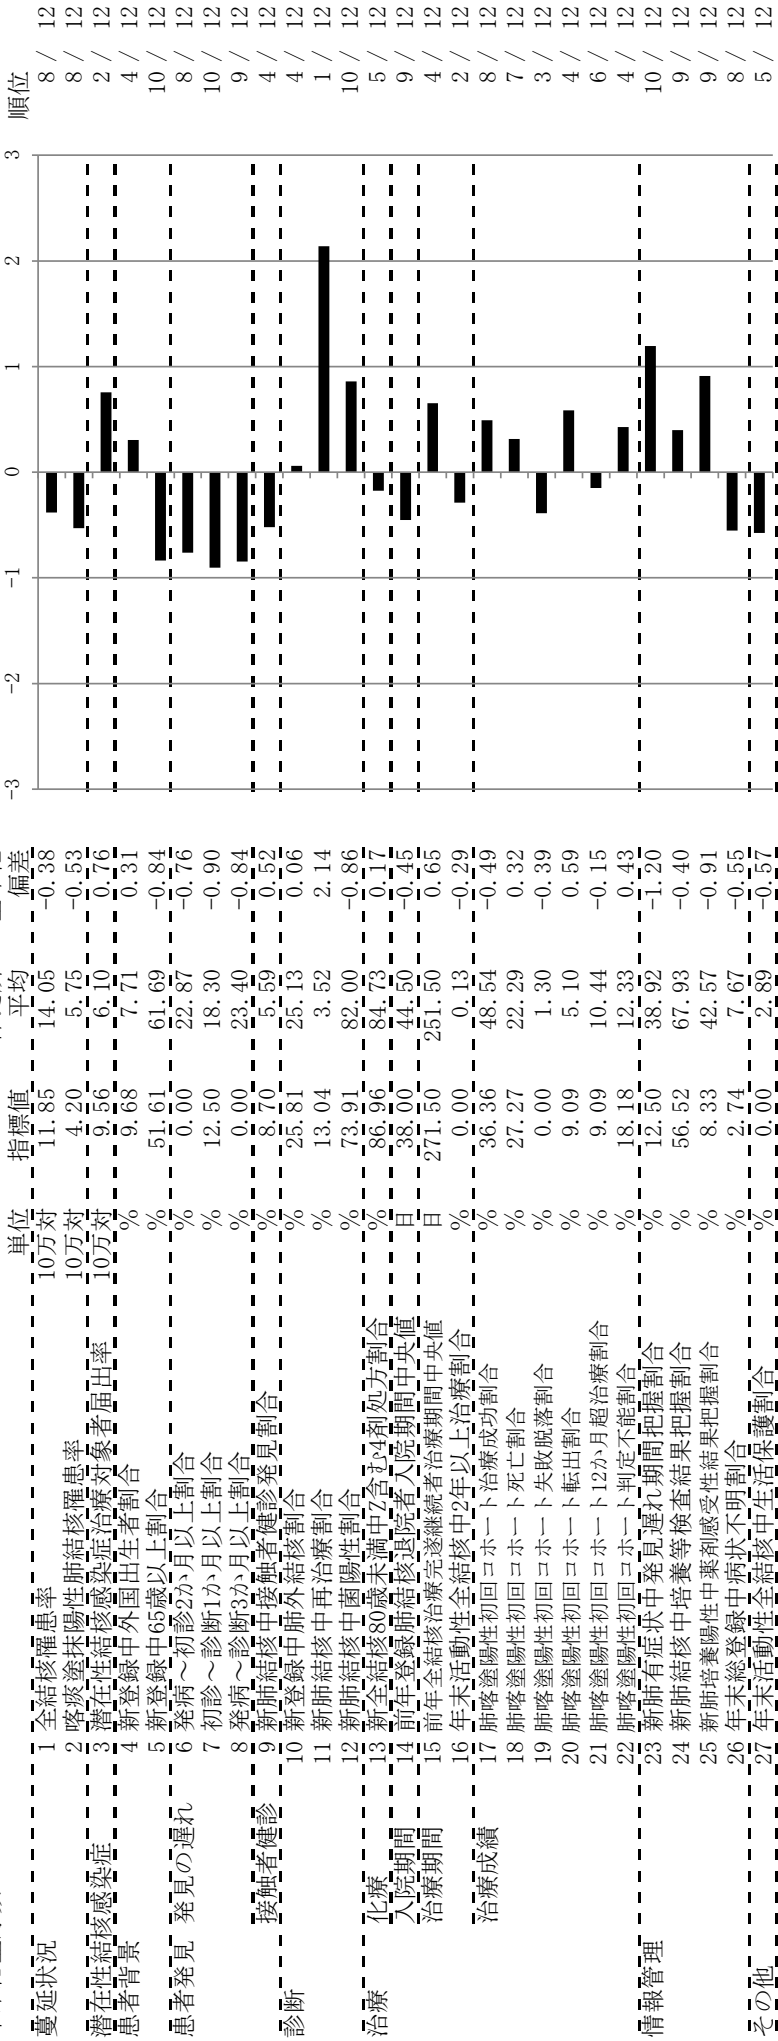 単位 指標値 平均 偏差 -3 -2 -1 0 1 2 3 順位
蔓延状況 1 全結核罹患率 10万対 11.85 14.05 -0.38 8 / 12
2 喀痰塗抹陽性肺結核罹患率 10万対 4.20 5.75 -0.53 8 / 12
潜在性結核感染症 3 潜在性結核感染症治療対象者届出率 10万対 9.56 6.10 0.76 2 / 12
患者背景 4 新登録中外国出生者割合 % 9.68 7.71 0.31 4 / 12
5 新登録中65歳以上割合 % 51.61 61.69 -0.84 10 / 12
患者発見 発見の遅れ 6 発病～初診2か月以上割合 % 0.00 22.87 -0.76 8 / 12
7 初診～診断1か月以上割合 % 12.50 18.30 -0.90 10 / 12
8 発病～診断3か月以上割合 % 0.00 23.40 -0.84 9 / 12
接触者健診 9 新肺結核中接触者健診発見割合 % 8.70 5.59 0.52 4 / 12
診断 10 新登録中肺外結核割合 % 25.81 25.13 0.06 4 / 12
11 新肺結核中再治療割合 % 13.04 3.52 2.14 1 / 12
12 新肺結核中菌陽性割合 % 73.91 82.00 -0.86 10 / 12
治療 化療 13 新全結核80歳未満中Z含む4剤処方割合 % 86.96 84.73 0.17 5 / 12
入院期間 14 前年登録肺結核退院者入院期間中央値 日 38.00 44.50 -0.45 9 / 12
治療期間 15 前年全結核治療完遂継続者治療期間中央値 日 271.50 251.50 0.65 4 / 12
16 年末活動性全結核中2年以上治療割合 % 0.00 0.13 -0.29 2 / 12
治療成績 17 肺喀塗陽性初回コホート治療成功割合 % 36.36 48.54 -0.49 8 / 12
18 肺喀塗陽性初回コホート死亡割合 % 27.27 22.29 0.32 7 / 12
19 肺喀塗陽性初回コホート失敗脱落割合 % 0.00 1.30 -0.39 3 / 12
20 肺喀塗陽性初回コホート転出割合 % 9.09 5.10 0.59 4 / 12
21 肺喀塗陽性初回コホート12か月超治療割合 % 9.09 10.44 -0.15 6 / 12
22 肺喀塗陽性初回コホート判定不能割合 % 18.18 12.33 0.43 4 / 12
情報管理 23 新肺有症状中発見遅れ期間把握割合 % 12.50 38.92 -1.20 10 / 12
24 新肺結核中培養等検査結果把握割合 % 56.52 67.93 -0.40 9 / 12
25 新肺培養陽性中薬剤感受性結果把握割合 % 8.33 42.57 -0.91 9 / 12
26 年末総登録中病状不明割合 % 2.74 7.67 -0.55 8 / 12
その他 27 年末活動性全結核中生活保護割合 % 0.00 2.89 -0.57 5 / 12